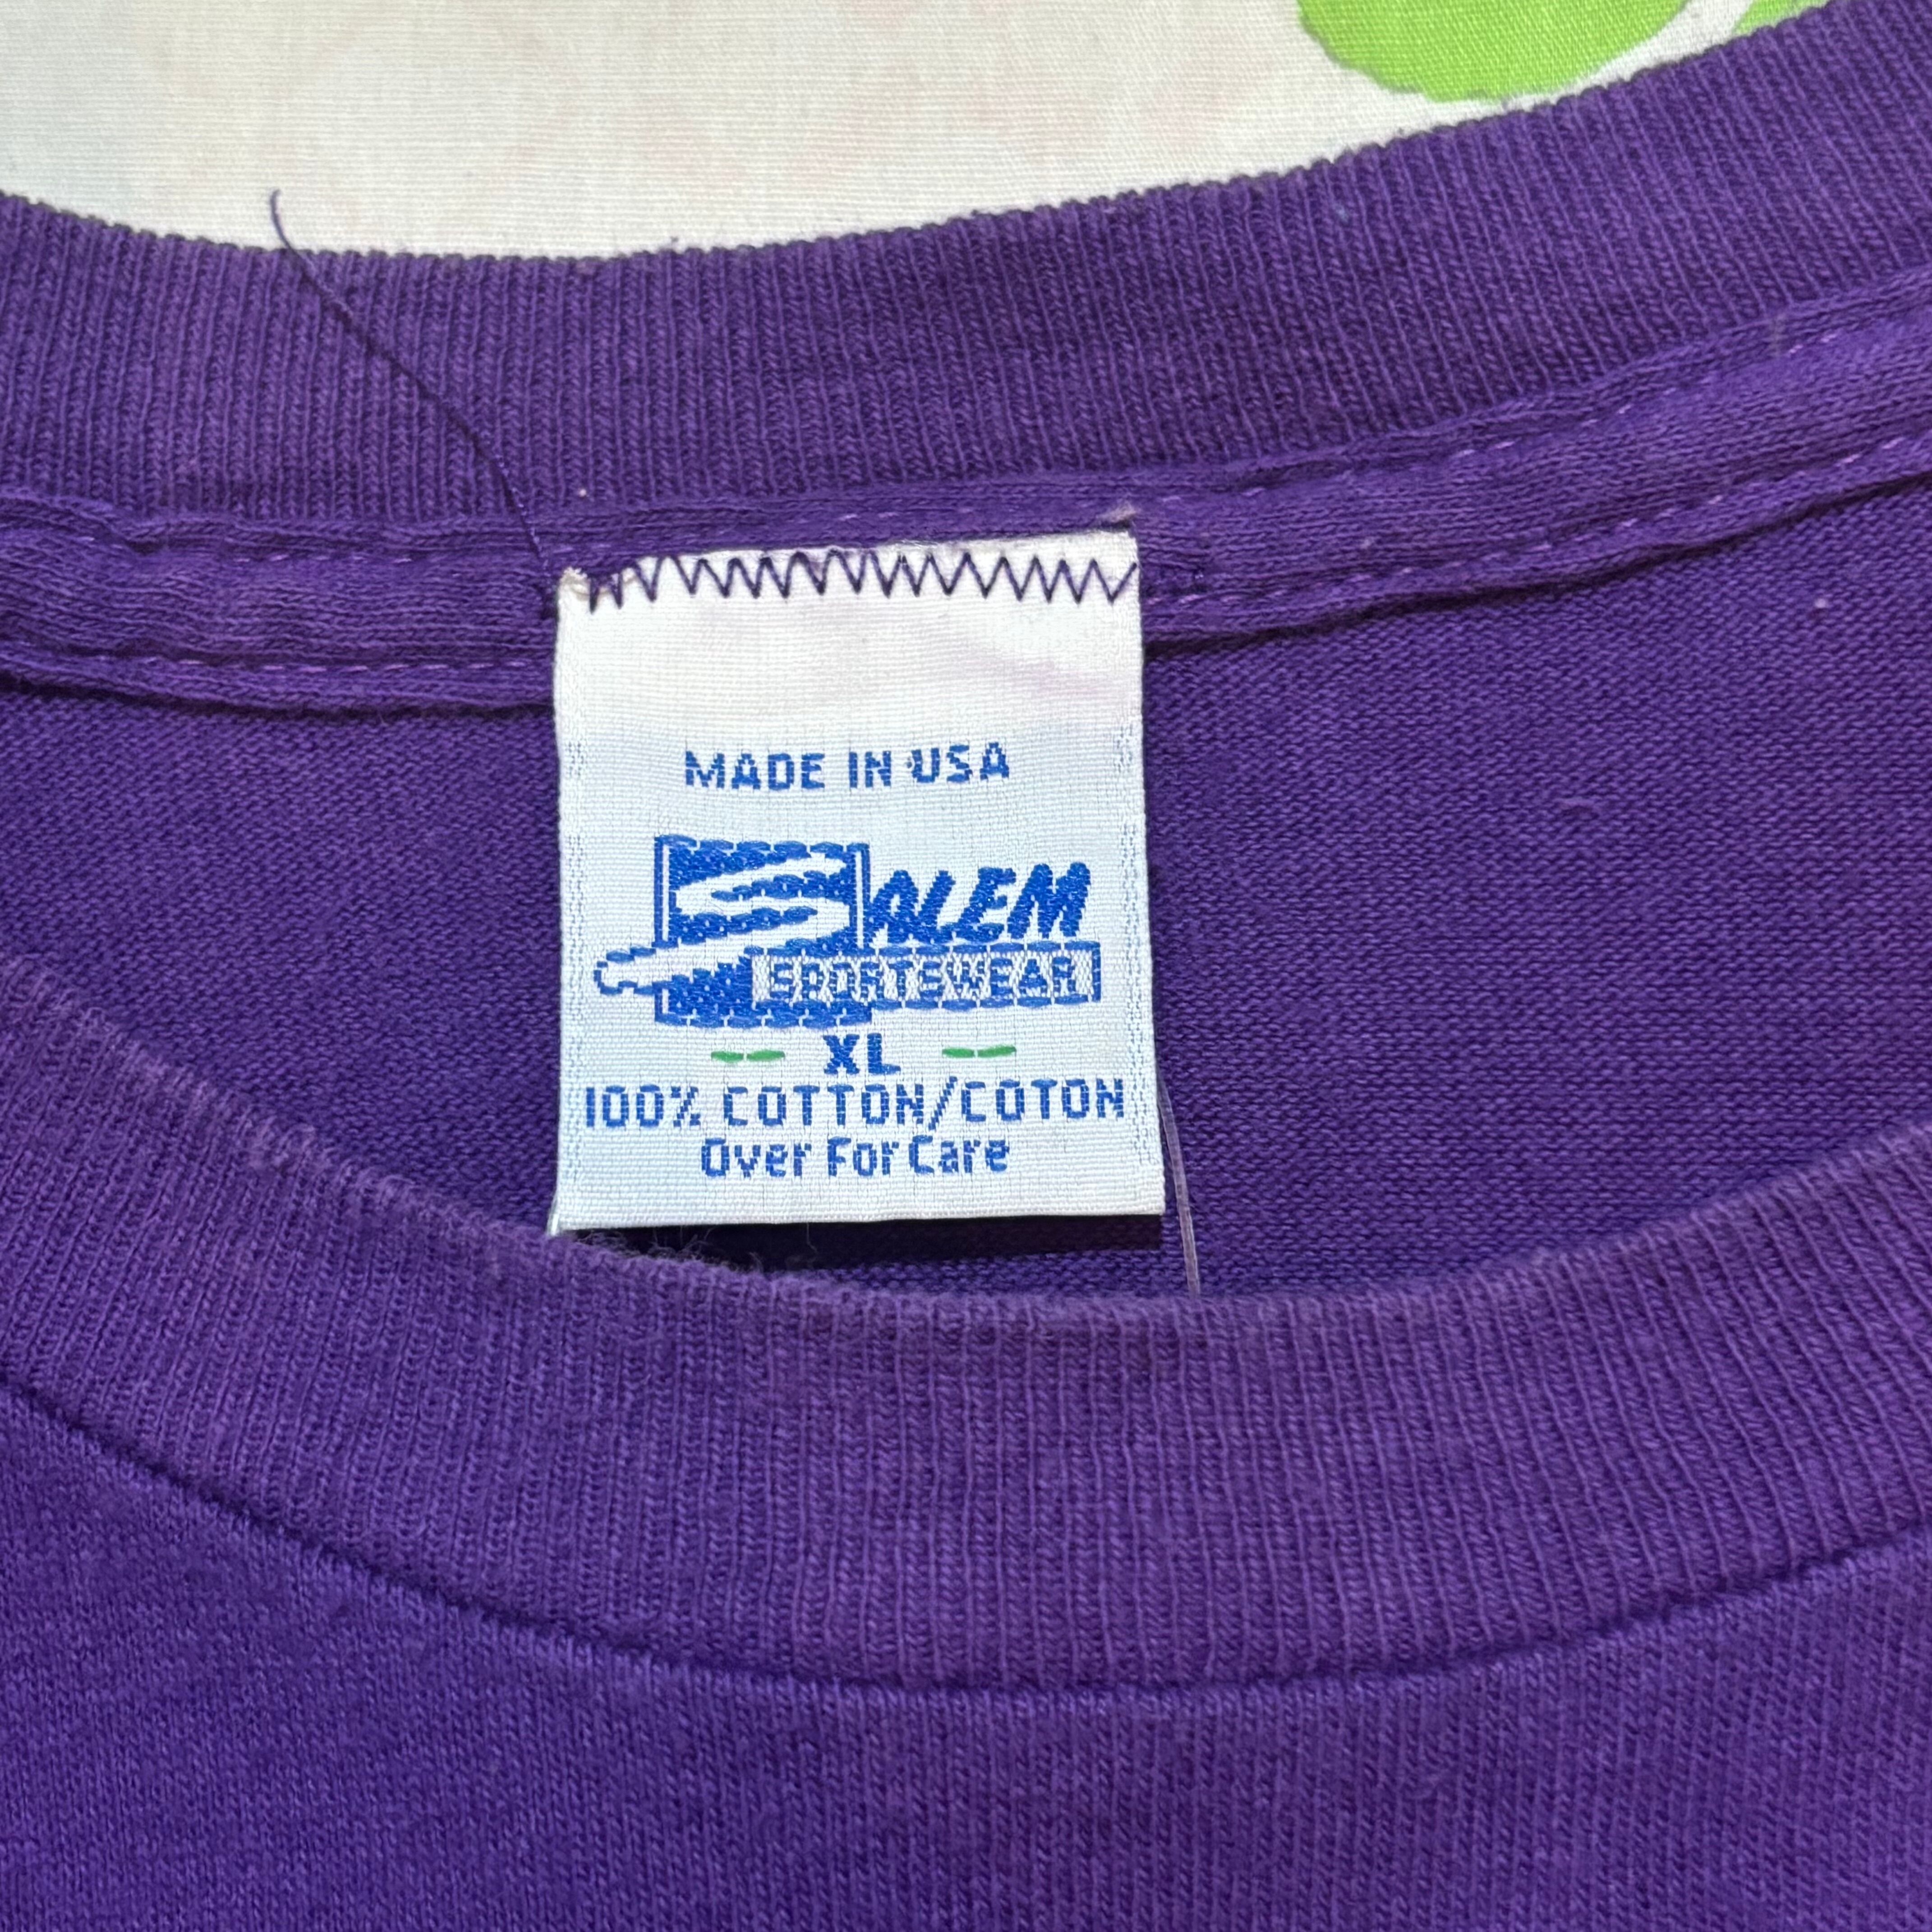 MADE IN USA
SALEM
SPORTSWEAR
XL
100% COTTON/COTON
Over For Care